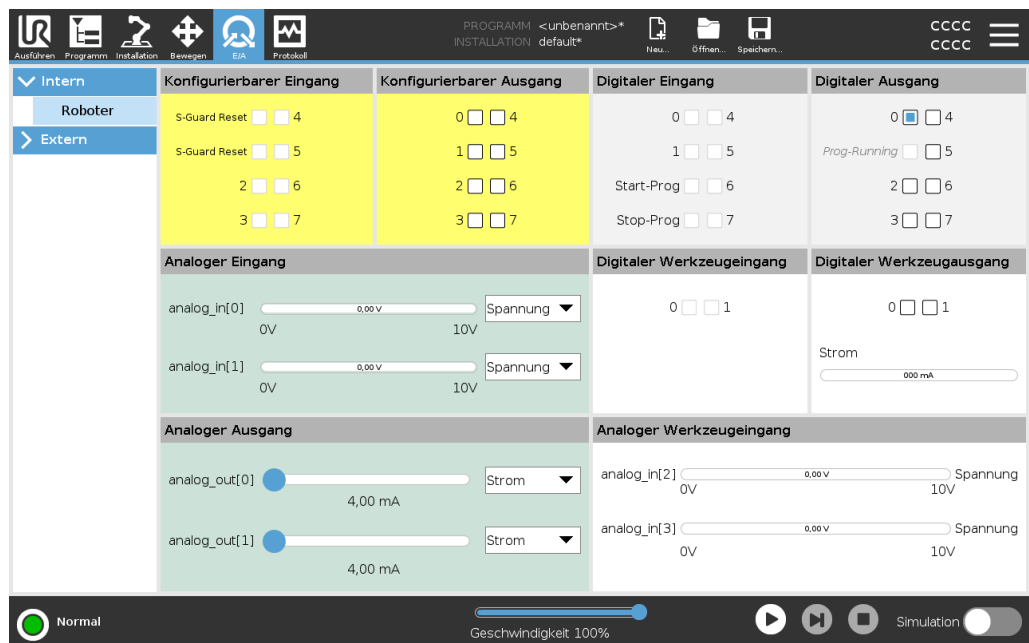 PROGRAMM <unbenannt>*
INSTALLATION default*
CCCC
CCCC
Ausführen Programm Installation Bewegen E/A Protokoll Neu... Öffnen... Speichern...
Intern
Roboter
Extern
Konfigurierbarer Eingang
S-Guard Reset 4
S-Guard Reset 5
2 6
3 7
Konfigurierbarer Ausgang
0 4
1 5
2 6
3 7
Digitaler Eingang
0 4
1 5
Start-Prog 6
Stop-Prog 7
Digitaler Ausgang
0 4
Prog-Running 5
2 6
3 7
Analoger Eingang
analog_in[0] 0,00 V Spannung
0V 10V
analog_in[1] 0,00 V Spannung
0V 10V
Digitaler Werkzeugeingang
0 1
Digitaler Werkzeugausgang
0 1
Strom
000 mA
Analoger Ausgang
analog_out[0] Strom
4,00 mA
analog_out[1] Strom
4,00 mA
Analoger Werkzeugeingang
analog_in[2] 0,00 V Spannung
0V 10V
analog_in[3] 0,00 V Spannung
0V 10V
Normal
Geschwindigkeit 100%
Simulation